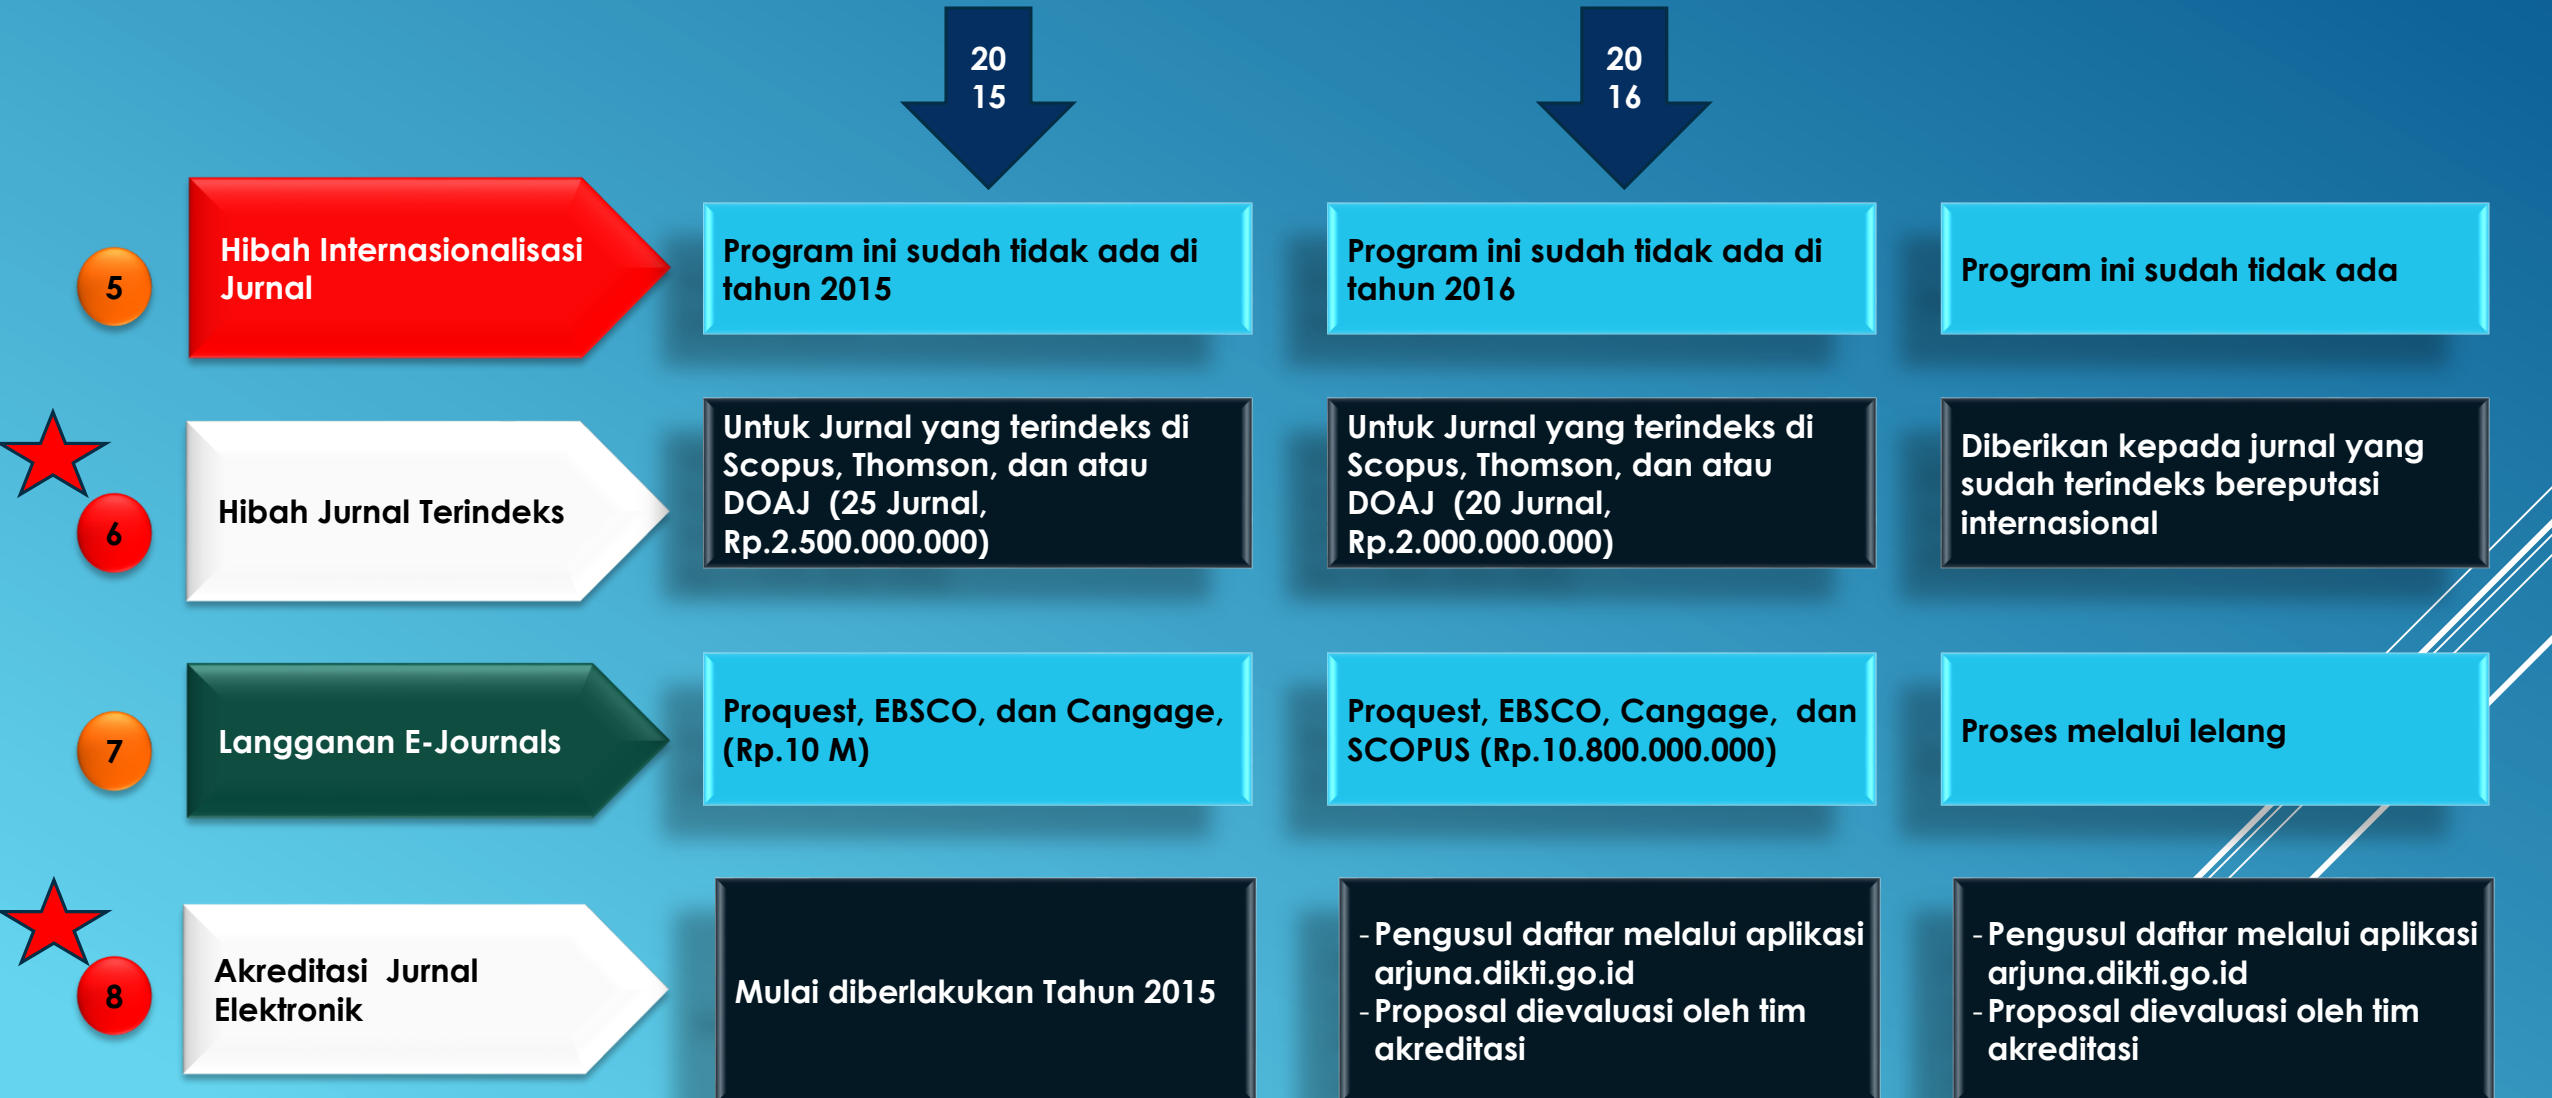 20
15
20
16
5
Hibah Internasionalisasi
Jurnal
Program ini sudah tidak ada di
tahun 2015
Program ini sudah tidak ada di
tahun 2016
Program ini sudah tidak ada
6
Hibah Jurnal Terindeks
Untuk Jurnal yang terindeks di
Scopus, Thomson, dan atau
DOAJ (25 Jurnal,
Rp.2.500.000.000)
Untuk Jurnal yang terindeks di
Scopus, Thomson, dan atau
DOAJ (20 Jurnal,
Rp.2.000.000.000)
Diberikan kepada jurnal yang
sudah terindeks bereputasi
internasional
7
Langganan E-Journals
Proquest, EBSCO, dan Cangage,
(Rp.10 M)
Proquest, EBSCO, Cangage, dan
SCOPUS (Rp.10.800.000.000)
Proses melalui lelang
8
Akreditasi Jurnal
Elektronik
Mulai diberlakukan Tahun 2015
- Pengusul daftar melalui aplikasi
arjuna.dikti.go.id
- Proposal dievaluasi oleh tim
akreditasi
- Pengusul daftar melalui aplikasi
arjuna.dikti.go.id
- Proposal dievaluasi oleh tim
akreditasi